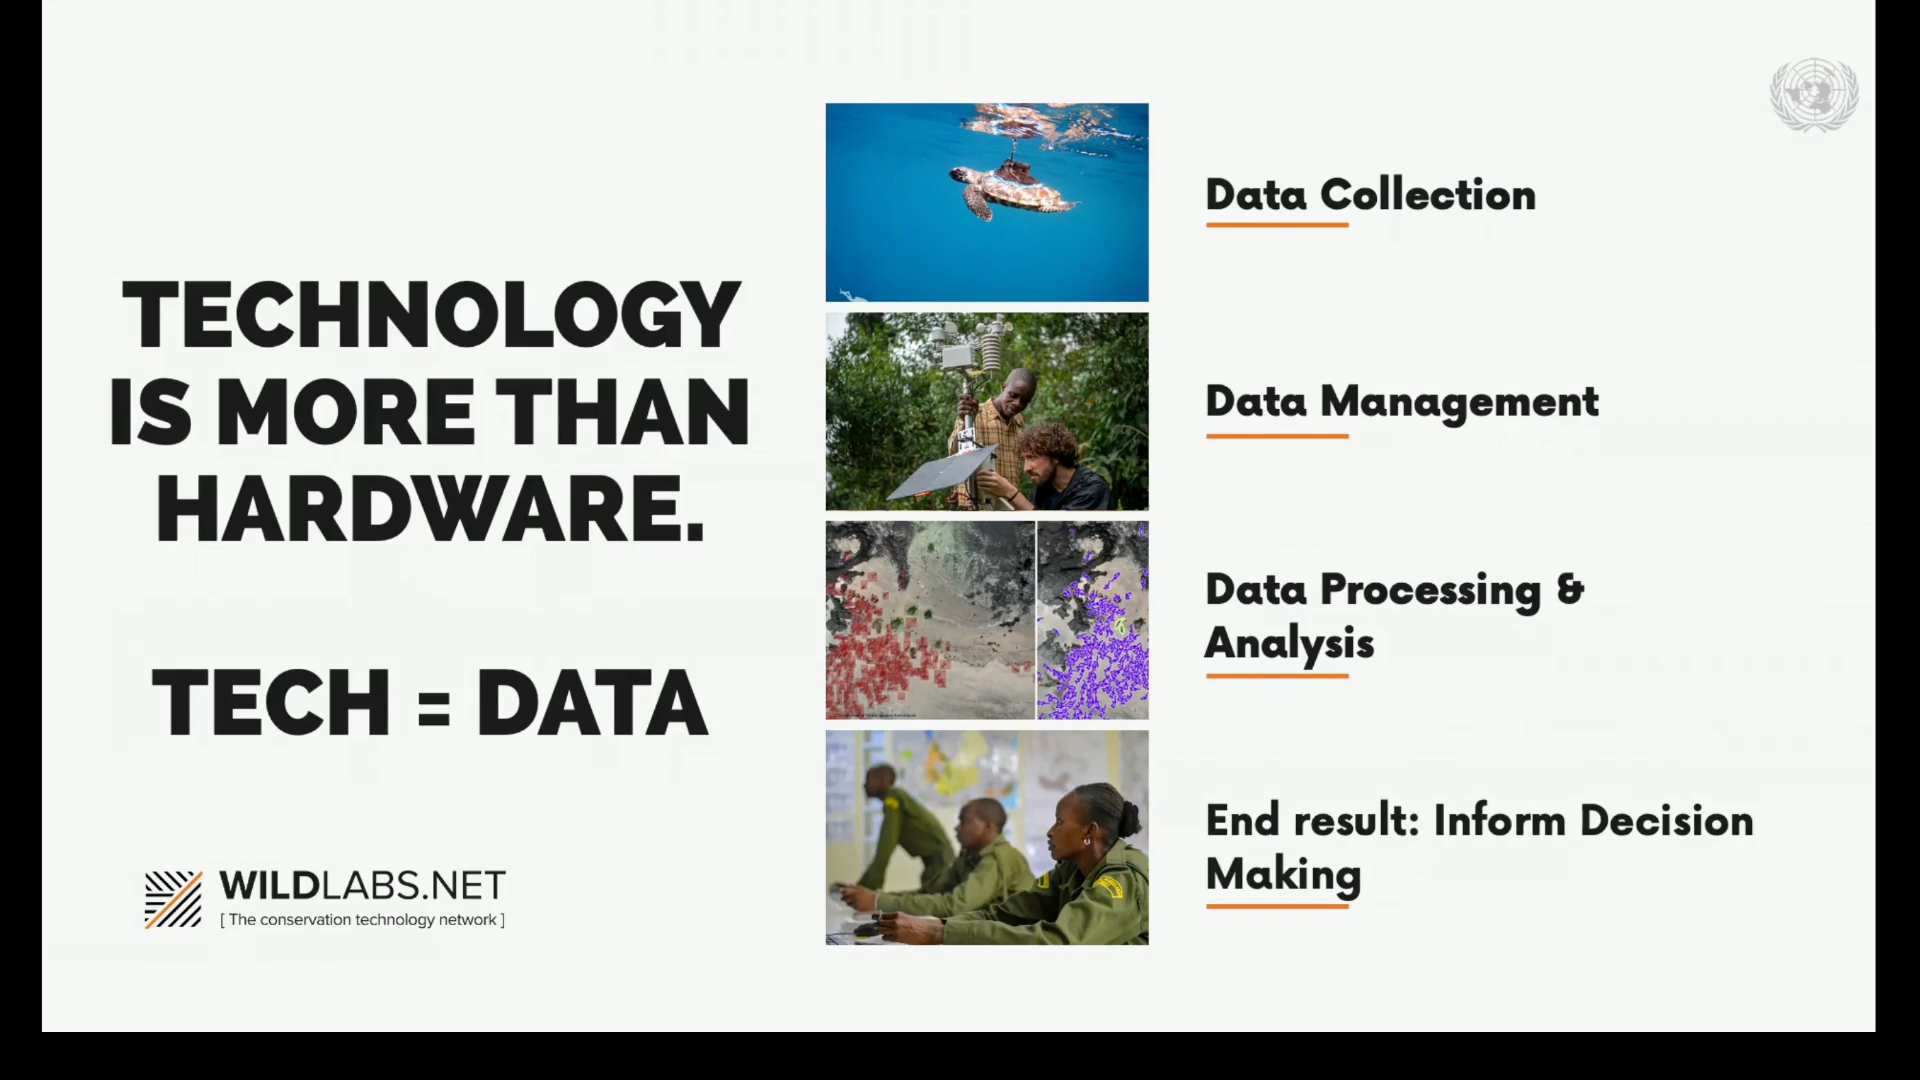 TECHNOLOGY
IS MORE THAN
HARDWARE.
TECH = DATA
WILDLABS.NET
[ The conservation technology network ]
Data Collection
Data Management
Data Processing &
Analysis
End result: Inform Decision
Making